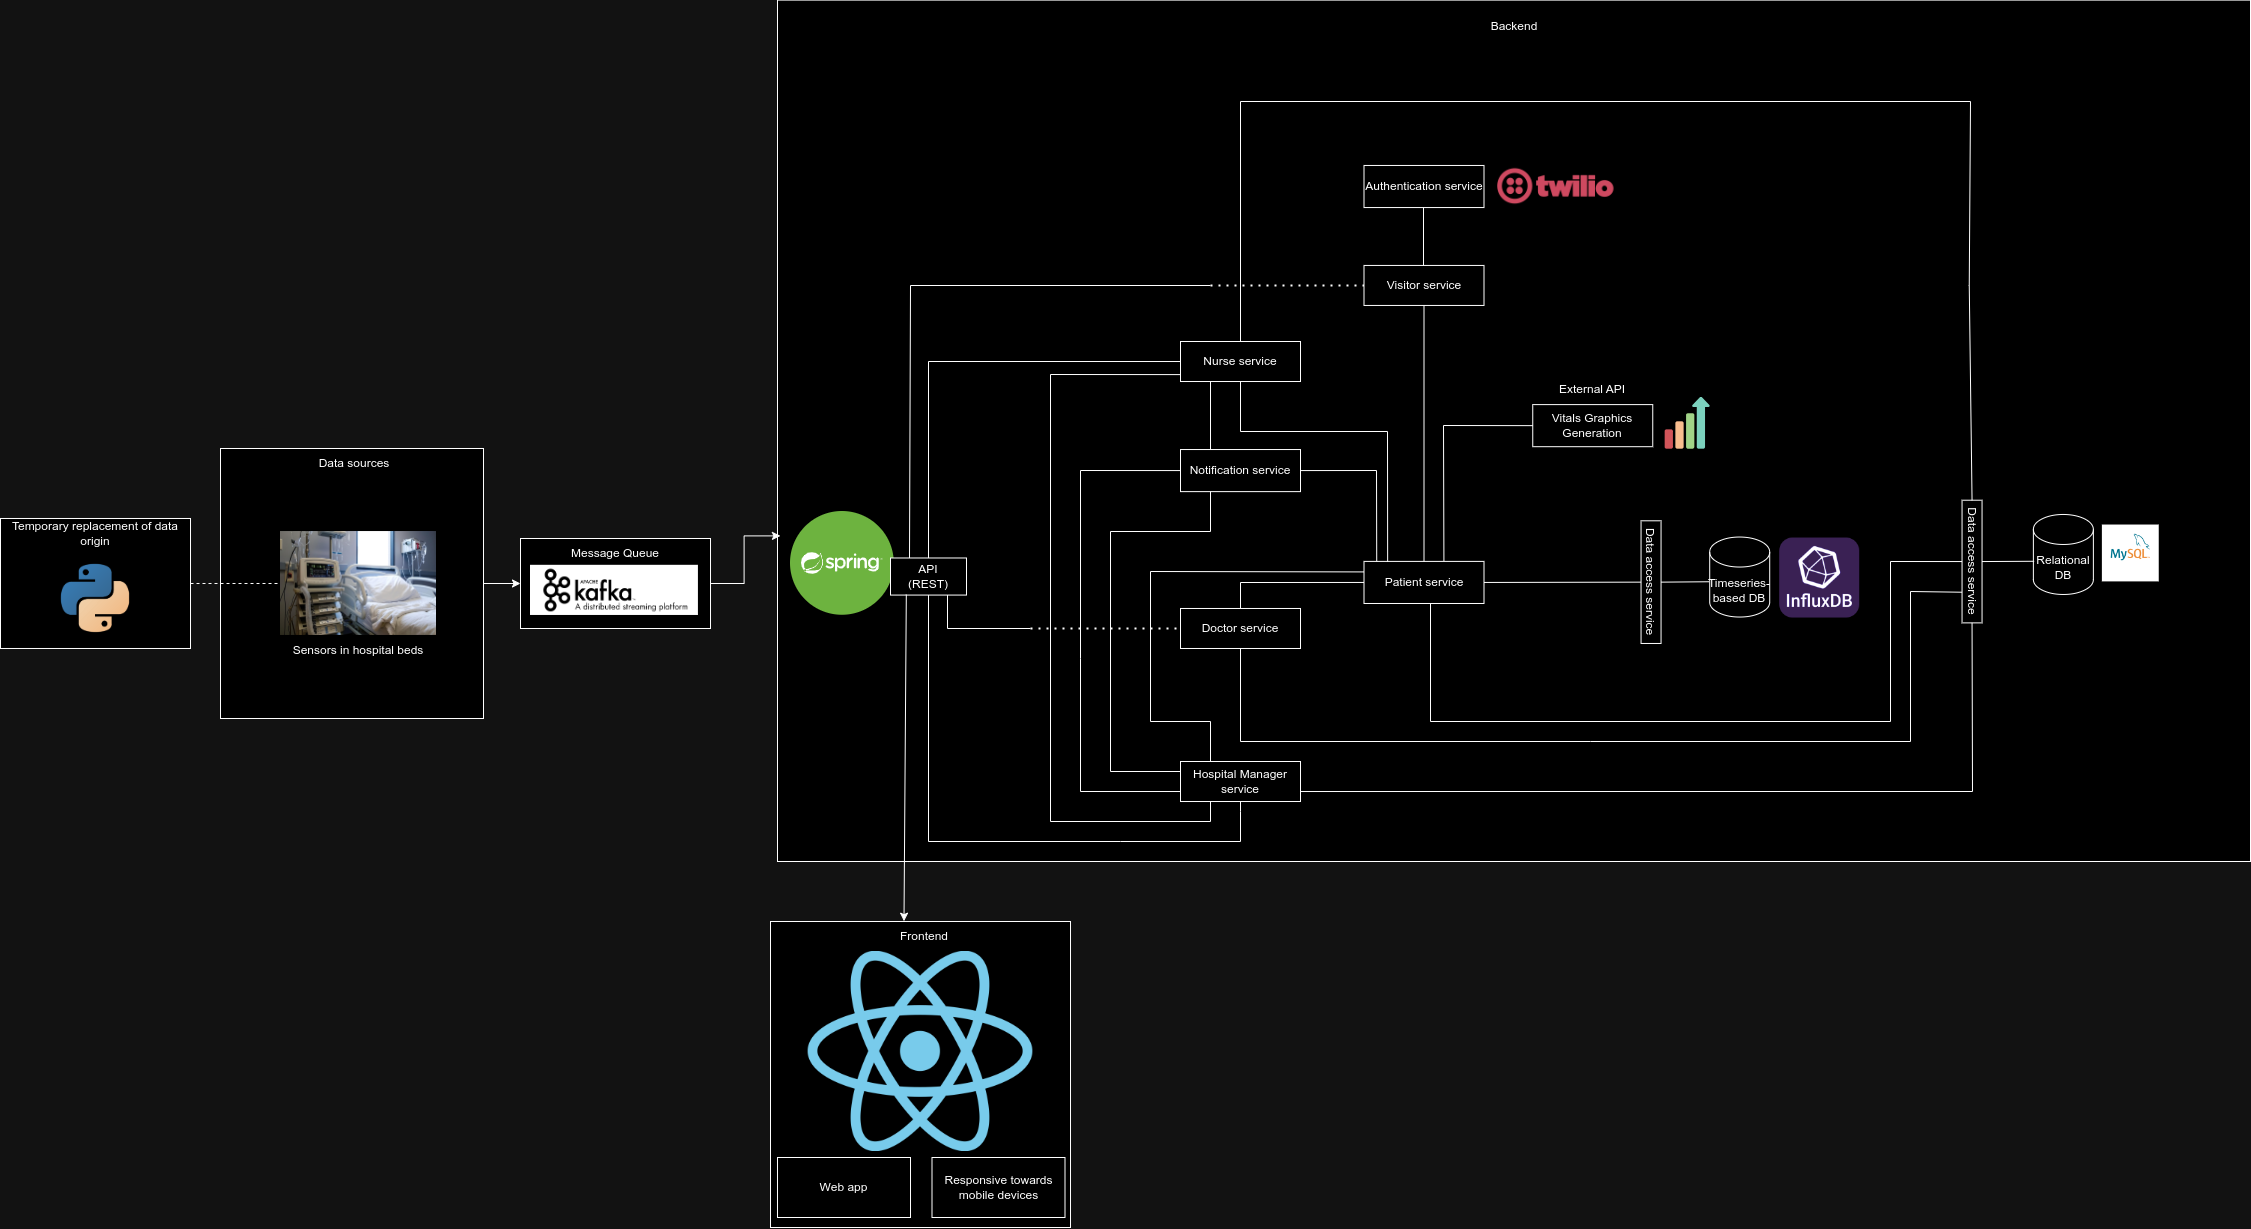 Backend
Authentication service
twilio
Visitor service
Nurse service
External API
Vitals Graphics
Generation
Data sources
Notification service
Temporary replacement of data
origin
Sensors in hospital beds
Message Queue
APACHE
kafka
A distributed streaming platform
spring
API
(REST)
Patient service
Data access service
Timeseries-
based DB
InfluxDB
Data access service
Relational
DB
MySQL
Doctor service
Hospital Manager
service
Frontend
Web app
Responsive towards
mobile devices